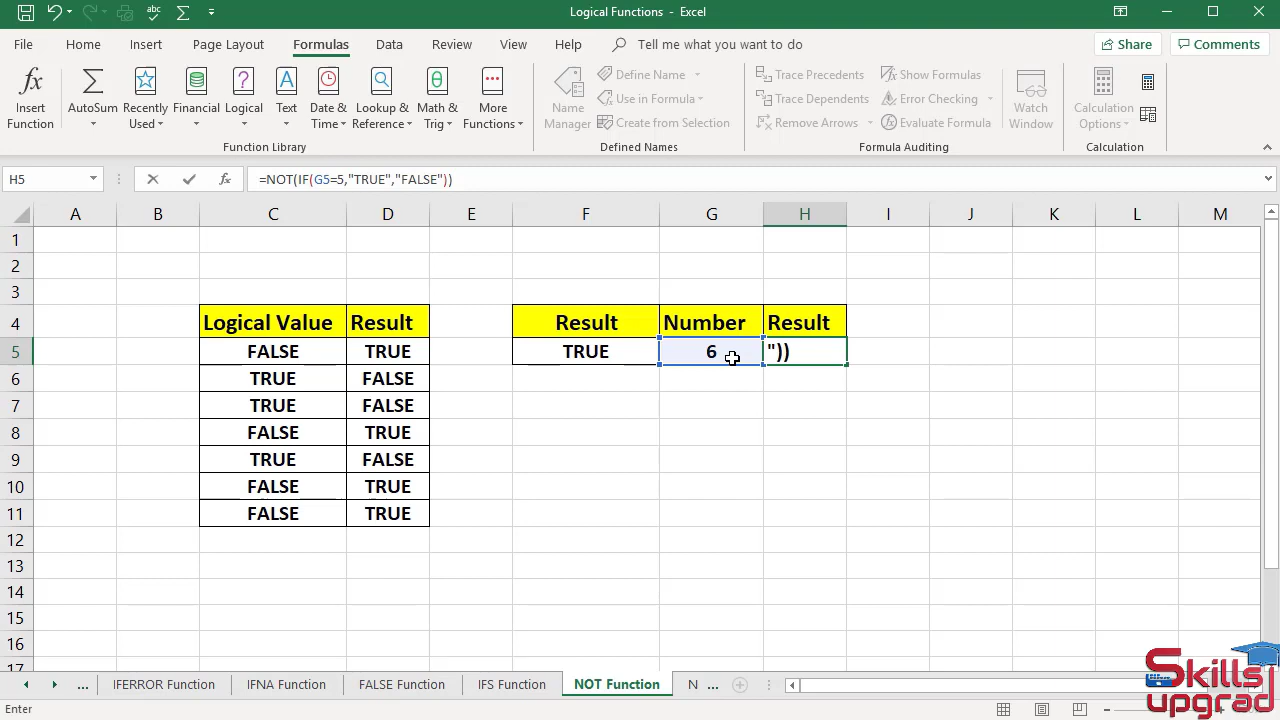 Logical Functions - Excel
File Home Insert Page Layout Formulas Data Review View Help Tell me what you want to do Share Comments
Insert Function
AutoSum
Recently Used
Financial
Logical
Text
Date & Time
Lookup & Reference
Math & Trig
More Functions
Function Library
Name Manager
Define Name
Use in Formula
Create from Selection
Defined Names
Trace Precedents
Trace Dependents
Remove Arrows
Show Formulas
Error Checking
Evaluate Formula
Formula Auditing
Watch Window
Calculation Options
Calculation
H5 fx =NOT(IF(G5=5,"TRUE","FALSE"))
A B C D E F G H I J K L M
1
2
3
4 Logical Value Result Result Number Result
5 FALSE TRUE TRUE 6 "))
6 TRUE FALSE
7 TRUE FALSE
8 FALSE TRUE
9 TRUE FALSE
10 FALSE TRUE
11 FALSE TRUE
12
13
14
15
16
17
... IFERROR Function IFNA Function FALSE Function IFS Function NOT Function N ...
Enter
Skills
upgrad